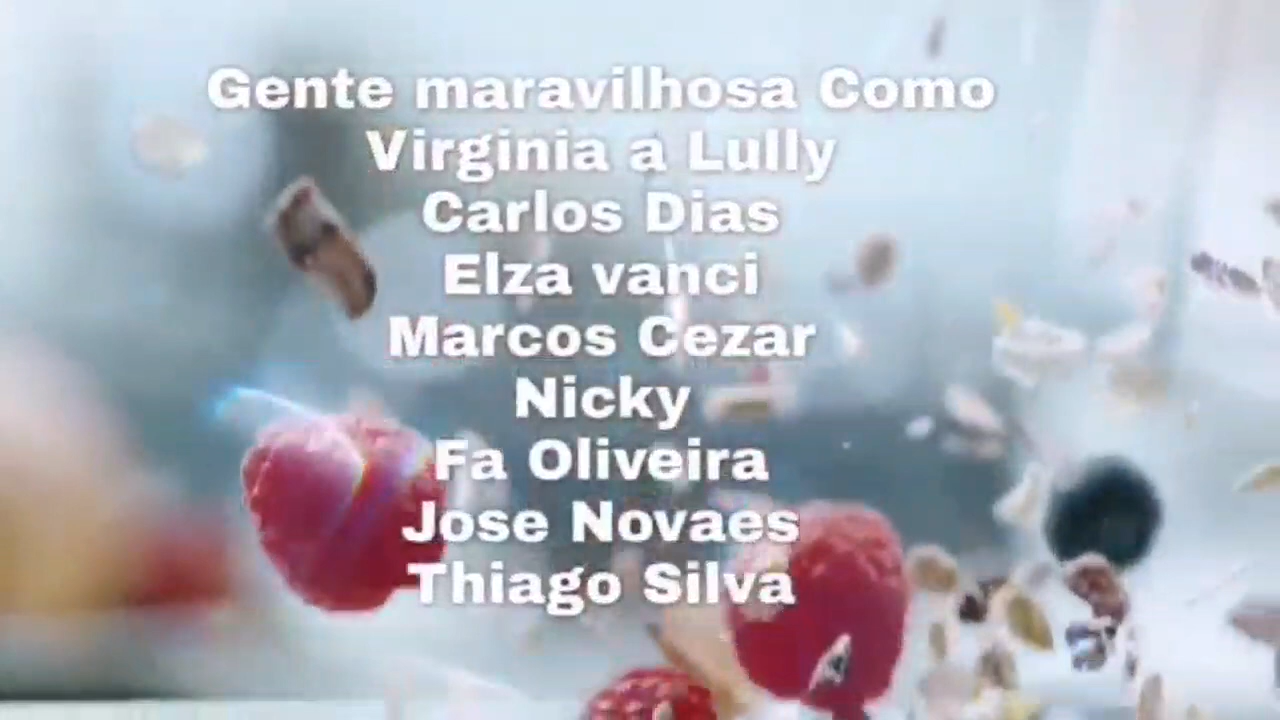 Gente maravilhosa Como
Virginia a Lully
Carlos Dias
Elza vanci
Marcos Cezar
Nicky
Fa Oliveira
Jose Novaes
Thiago Silva